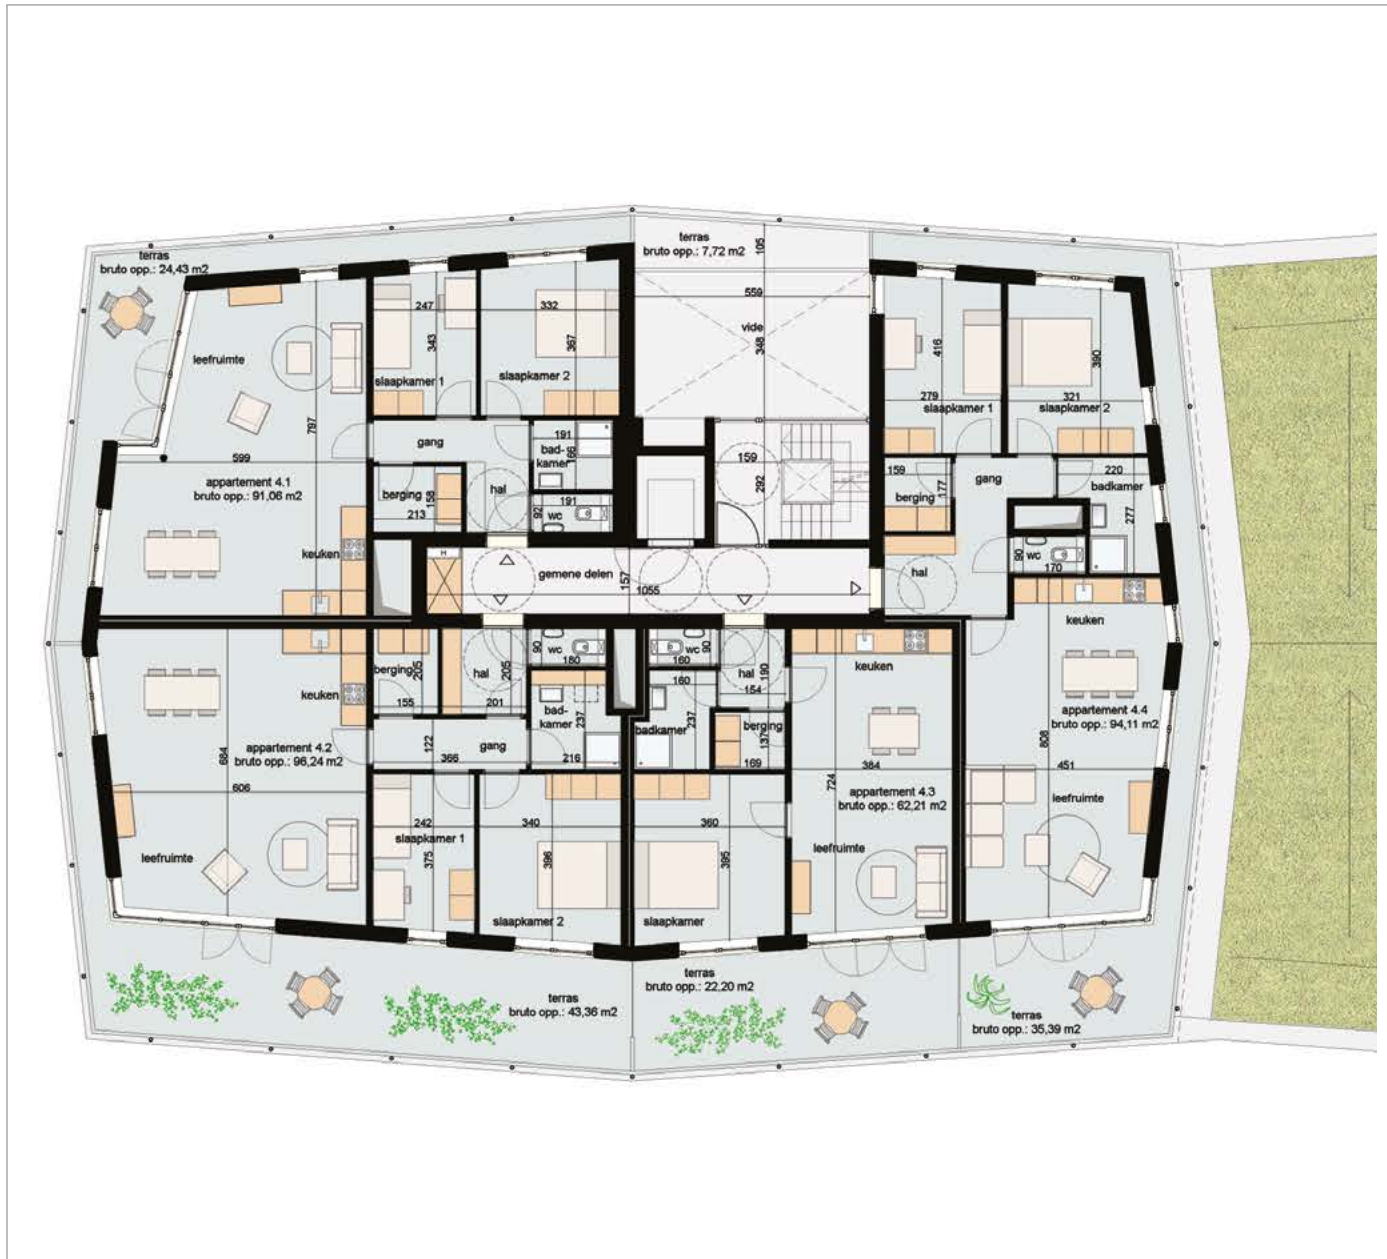 terras
bruto opp.: 24,43 m2
leefruimte
797
599
appartement 4.1
bruto opp.: 91,06 m2
keuken
247
343
slaapkamer 1
332
367
slaapkamer 2
gang
berging
158
213
hal
191
166
bad-
kamer
191
92
wc
terras
bruto opp.: 7,72 m2
105
559
vide
348
159
292
H
gemene delen
157
1055
416
279
slaapkamer 1
390
321
slaapkamer 2
159
177
berging
gang
220
badkamer
277
90
wc
170
hal
keuken
appartement 4.4
bruto opp.: 94,11 m2
808
451
leefruimte
keuken
appartement 4.2
bruto opp.: 96,24 m2
684
606
leefruimte
berging
205
155
hal
205
201
90
wc
180
bad-
kamer
237
216
122
366
gang
242
slaapkamer 1
375
340
396
slaapkamer 2
wc
90
160
160
237
badkamer
hal
190
154
berging
137
169
360
395
slaapkamer
keuken
384
724
appartement 4.3
bruto opp.: 62,21 m2
leefruimte
terras
bruto opp.: 43,36 m2
terras
bruto opp.: 22,20 m2
terras
bruto opp.: 35,39 m2